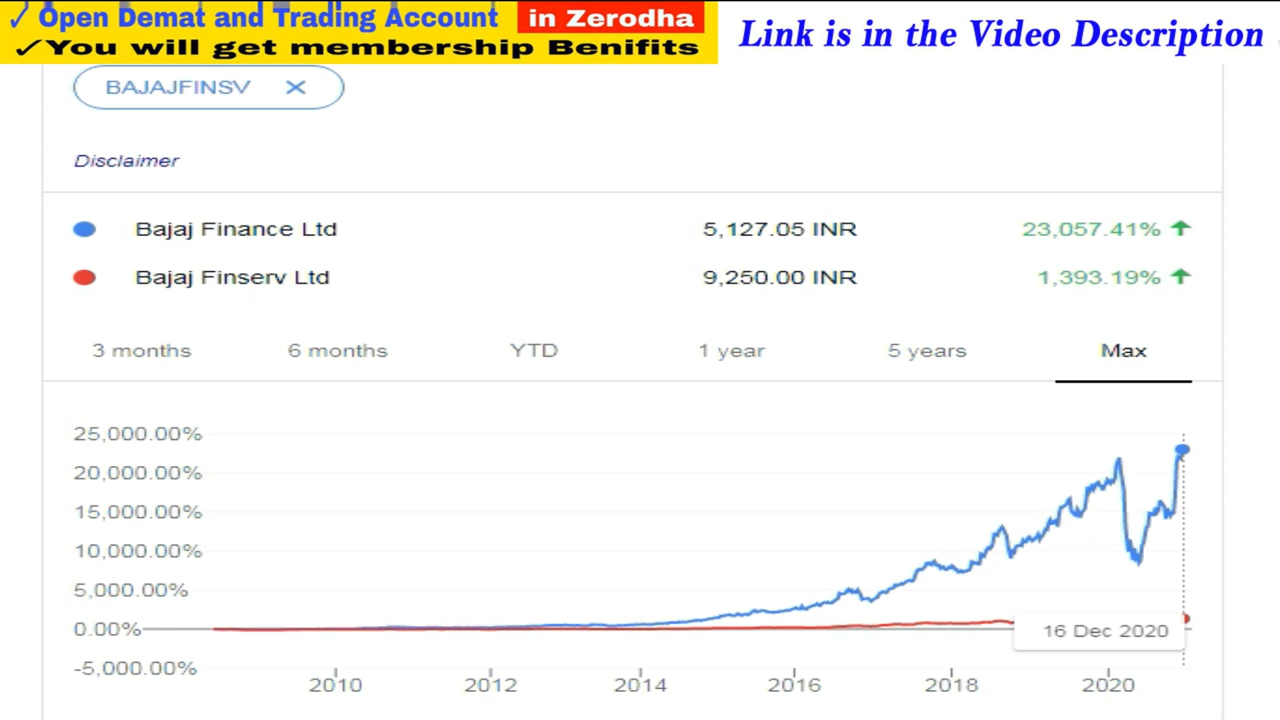 ✓ Open Demat and Trading Account in Zerodha
✓You will get membership Benifits
Link is in the Video Description
BAJAJFINSV ✕
Disclaimer
Bajaj Finance Ltd 5,127.05 INR 23,057.41% ↑
Bajaj Finserv Ltd 9,250.00 INR 1,393.19% ↑
3 months 6 months YTD 1 year 5 years Max
25,000.00%
20,000.00%
15,000.00%
10,000.00%
5,000.00%
0.00%
16 Dec 2020
-5,000.00%
2010 2012 2014 2016 2018 2020